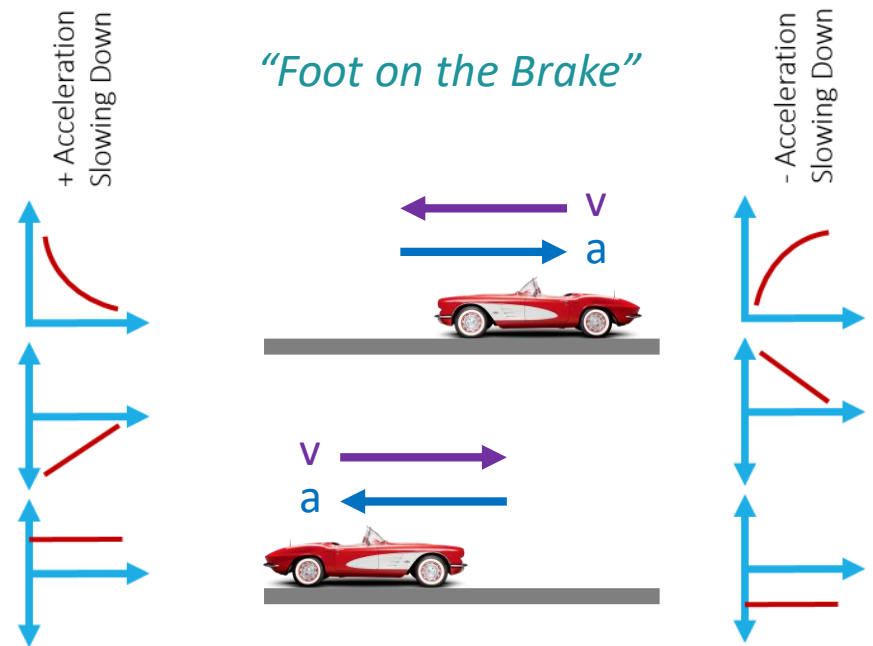 + Acceleration
Slowing Down
“Foot on the Brake”
- Acceleration
Slowing Down
v
a
v
a